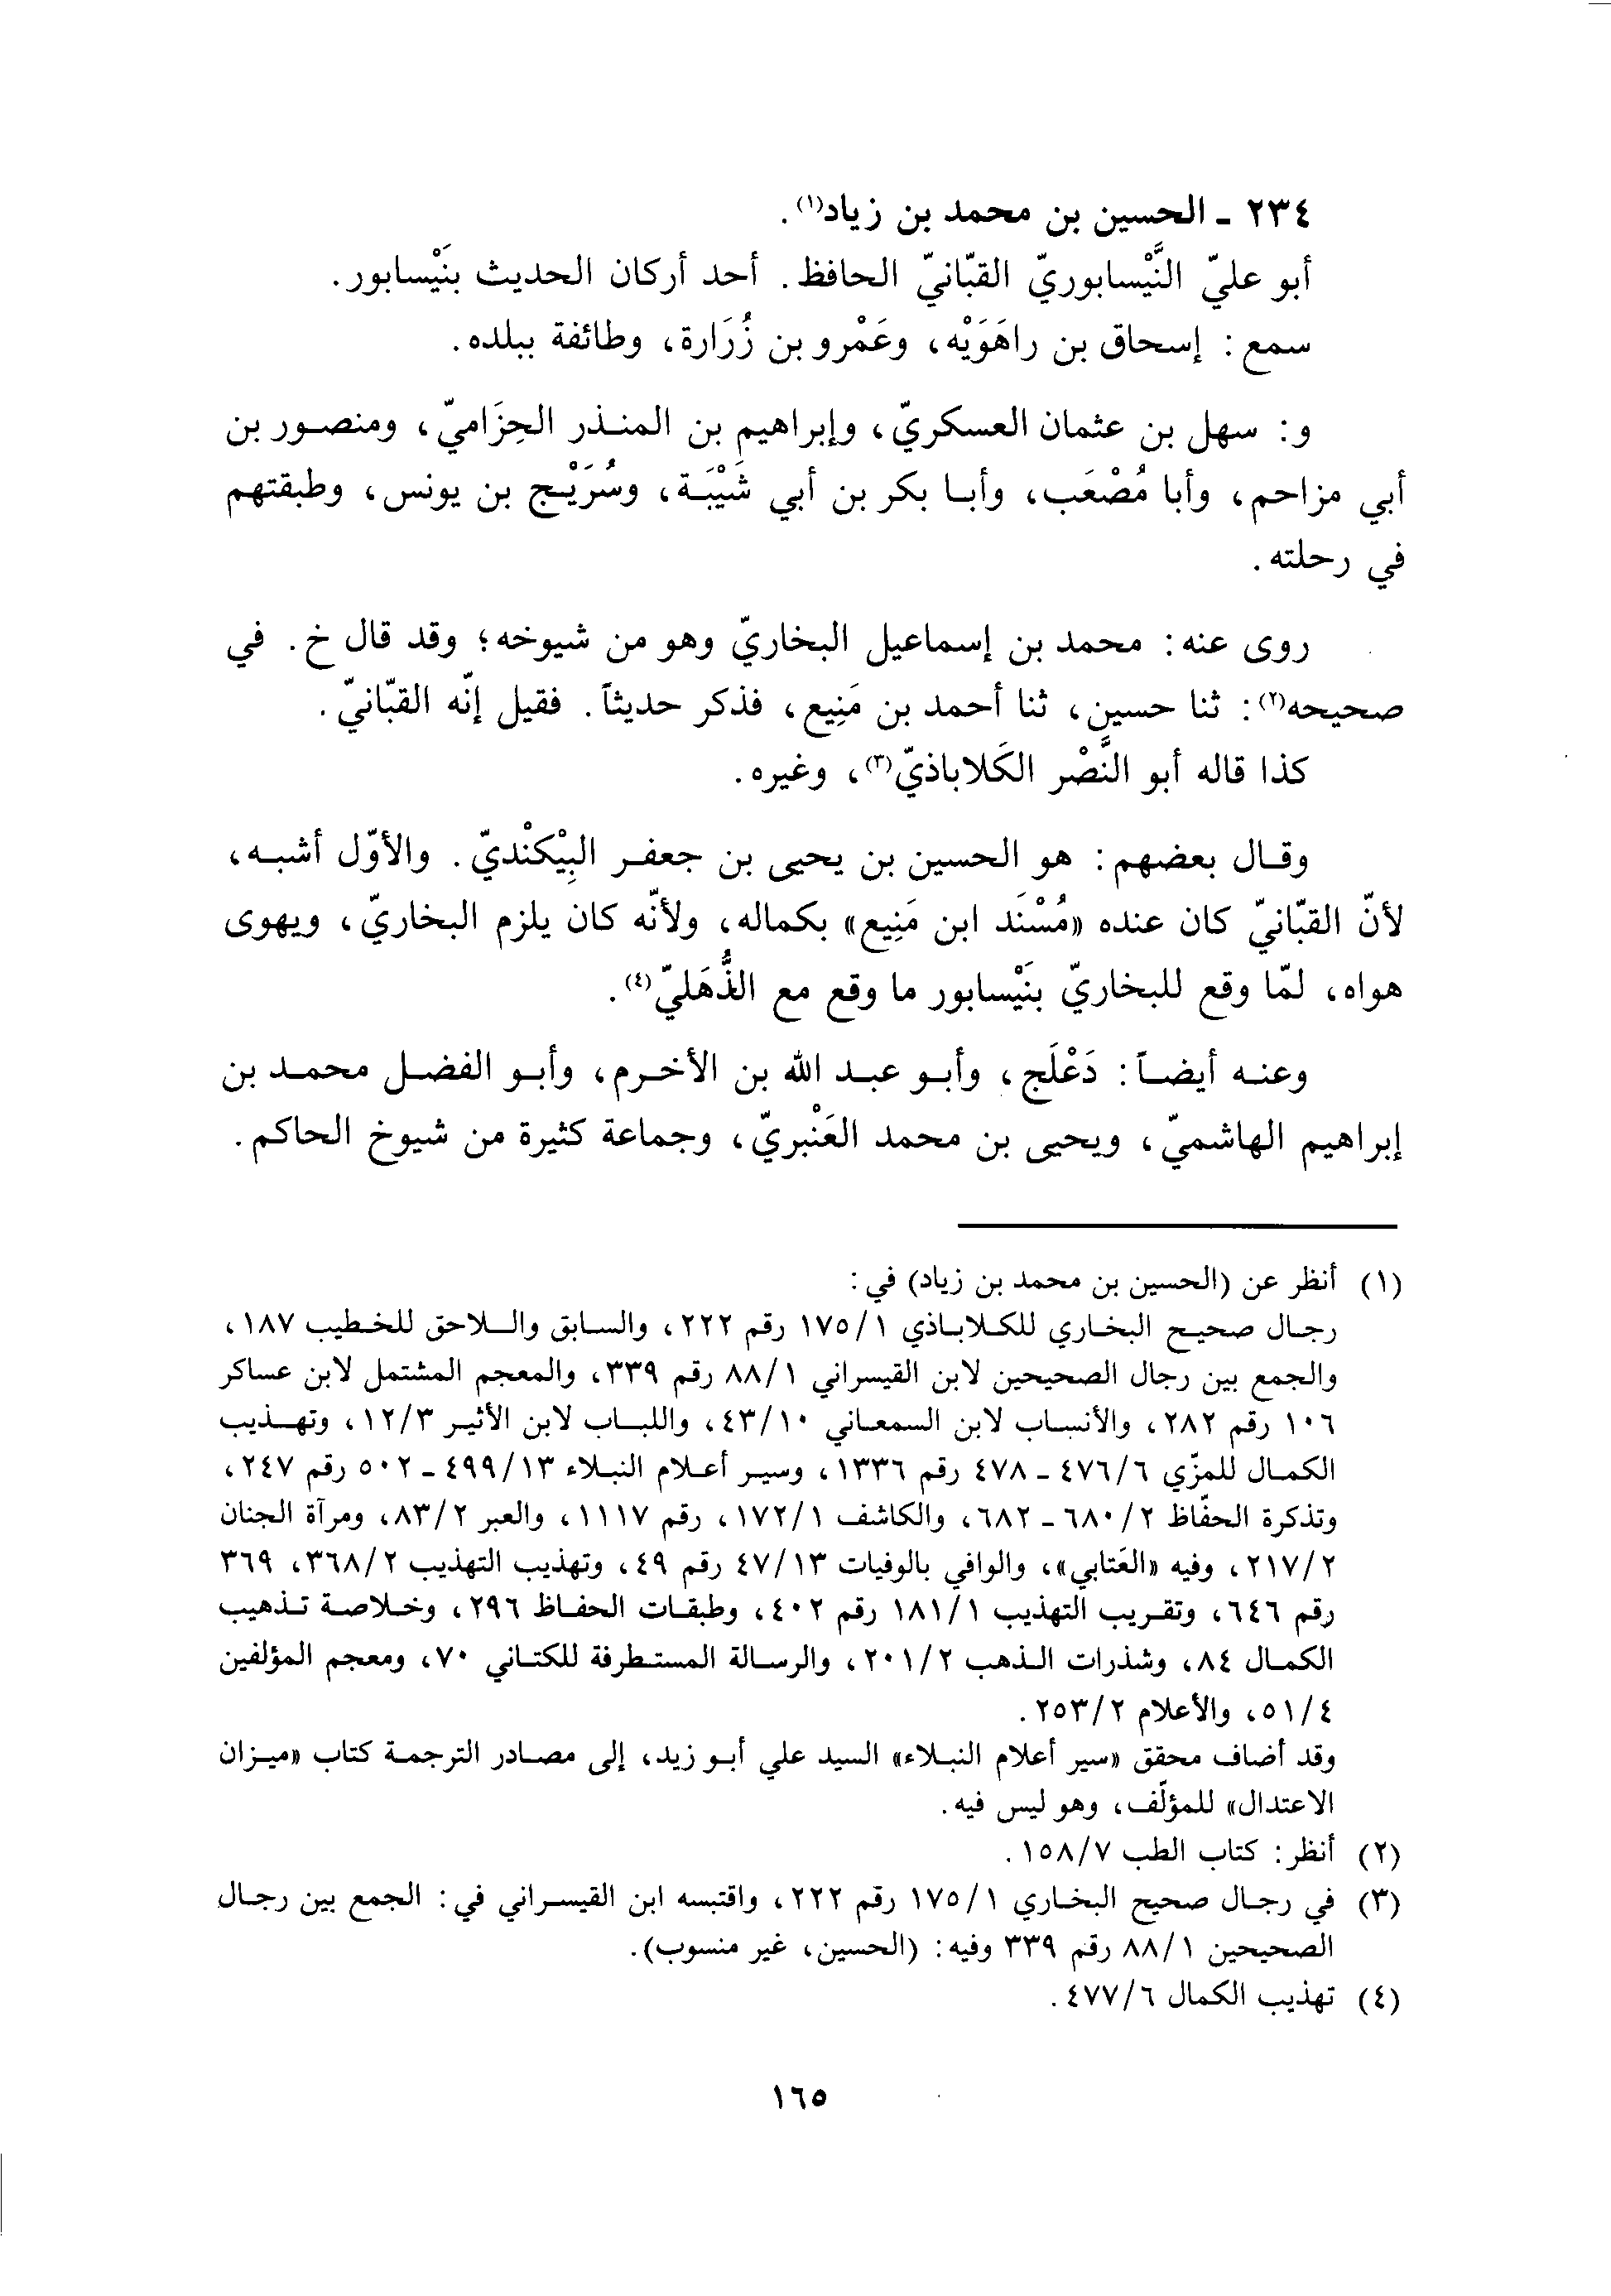 ٢٣٤ ـ الحسين بن محمد بن زياد(١).
أبو عليّ النَّيْسابوريّ القبّانيّ الحافظ. أحد أركان الحديث بنَيْسابور.
سمع: إسحاق بن راهَوَيْه، وعَمْرو بن زُرَارة، وطائفة ببلده.
و: سهل بن عثمان العسكريّ، وإبراهيم بن المنذر الحِزَاميّ، ومنصور بن
أبي مزاحم، وأبا مُصْعَب، وأبا بكر بن أبي شَيْبَة، وسُرَيْج بن يونس، وطبقتهم
في رحلته.
روى عنه: محمد بن إسماعيل البخاريّ وهو من شيوخه؛ وقد قال خ. في
صحيحه(٢): ثنا حسين، ثنا أحمد بن مَنِيع، فذكر حديثاً. فقيل إنّه القبّانيّ.
كذا قاله أبو النَّصْر الكَلاباذيّ(٣)، وغيره.
وقال بعضهم: هو الحسين بن يحيى بن جعفر البِيْكَنْديّ. والأوّل أشبه،
لأنّ القبّانيّ كان عنده «مُسْنَد ابن مَنِيع» بكماله، ولأنّه كان يلزم البخاريّ، ويهوى
هواه، لمّا وقع للبخاريّ بنَيْسابور ما وقع مع الذُّهَليّ(٤).
وعنه أيضاً: دَعْلَج، وأبو عبد الله بن الأخرم، وأبو الفضل محمد بن
إبراهيم الهاشميّ، ويحيى بن محمد العَنْبريّ، وجماعة كثيرة من شيوخ الحاكم.
(١) أنظر عن (الحسين بن محمد بن زياد) في:
رجال صحيح البخاري للكلاباذي ١/١٧٥ رقم ٢٢٢، والسابق واللاحق للخطيب ١٨٧،
والجمع بين رجال الصحيحين لابن القيسراني ١/٨٨ رقم ٣٣٩، والمعجم المشتمل لابن عساكر
١٠٦ رقم ٢٨٢، والأنساب لابن السمعاني ١٠/٤٣، واللباب لابن الأثير ٣/١٢، وتهذيب
الكمال للمزّي ٦/٤٧٦ ـ ٤٧٨ رقم ١٣٣٦، وسير أعلام النبلاء ١٣/٤٩٩ ـ ٥٠٢ رقم ٢٤٧،
وتذكرة الحفّاظ ٢/٦٨٠ ـ ٦٨٢، والكاشف ١/١٧٢، رقم ١١١٧، والعبر ٢/٨٣، ومرآة الجنان
٢/٢١٧، وفيه «العَتابي»، والوافي بالوفيات ١٣/٤٧ رقم ٤٩، وتهذيب التهذيب ٢/٣٦٨، ٣٦٩
رقم ٦٤٦، وتقريب التهذيب ١/١٨١ رقم ٤٠٢، وطبقات الحفاظ ٢٩٦، وخلاصة تذهيب
الكمال ٨٤، وشذرات الذهب ٢/٢٠١، والرسالة المستطرفة للكتاني ٧٠، ومعجم المؤلفين
٤/٥١، والأعلام ٢/٢٥٣.
وقد أضاف محقق «سير أعلام النبلاء» السيد علي أبو زيد، إلى مصادر الترجمة كتاب «ميزان
الاعتدال» للمؤلّف، وهو ليس فيه.
(٢) أنظر: كتاب الطب ٧/١٥٨.
(٣) في رجال صحيح البخاري ١/١٧٥ رقم ٢٢٢، واقتبسه ابن القيسراني في: الجمع بين رجال
الصحيحين ١/٨٨ رقم ٣٣٩ وفيه: (الحسين، غير منسوب).
(٤) تهذيب الكمال ٦/٤٧٧.
١٦٥